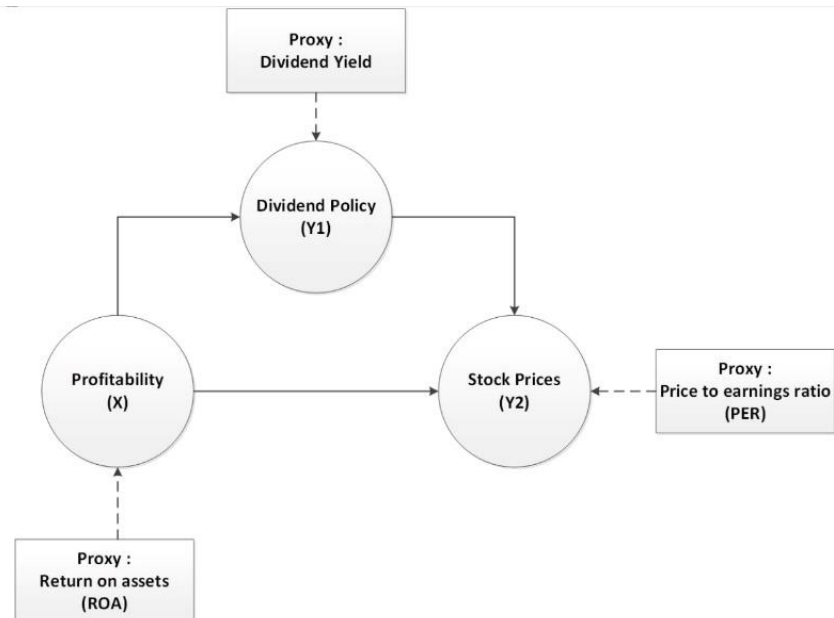 Proxy :
Dividend Yield
Dividend Policy
(Y1)
Profitability
(X)
Stock Prices
(Y2)
Proxy :
Price to earnings ratio
(PER)
Proxy :
Return on assets
(ROA)